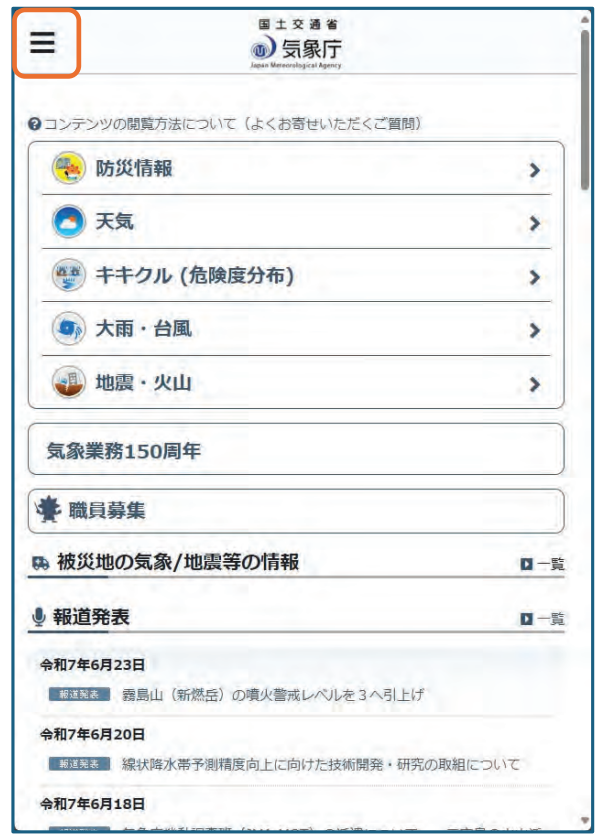 国土交通省
気象庁
Japan Meteorological Agency
コンテンツの閲覧方法について（よくお寄せいただくご質問）
防災情報
天気
キキクル (危険度分布)
大雨・台風
地震・火山
気象業務150周年
職員募集
被災地の気象/地震等の情報 一覧
報道発表 一覧
令和7年6月23日
報道発表 霧島山（新燃岳）の噴火警戒レベルを３へ引上げ
令和7年6月20日
報道発表 線状降水帯予測精度向上に向けた技術開発・研究の取組について
令和7年6月18日